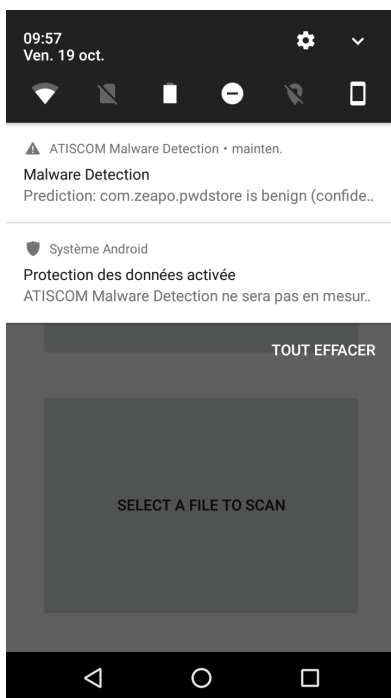 09:57
Ven. 19 oct.
ATISCOM Malware Detection • mainten.
Malware Detection
Prediction: com.zeapo.pwdstore is benign (confide..
Système Android
Protection des données activée
ATISCOM Malware Detection ne sera pas en mesur..
TOUT EFFACER
SELECT A FILE TO SCAN